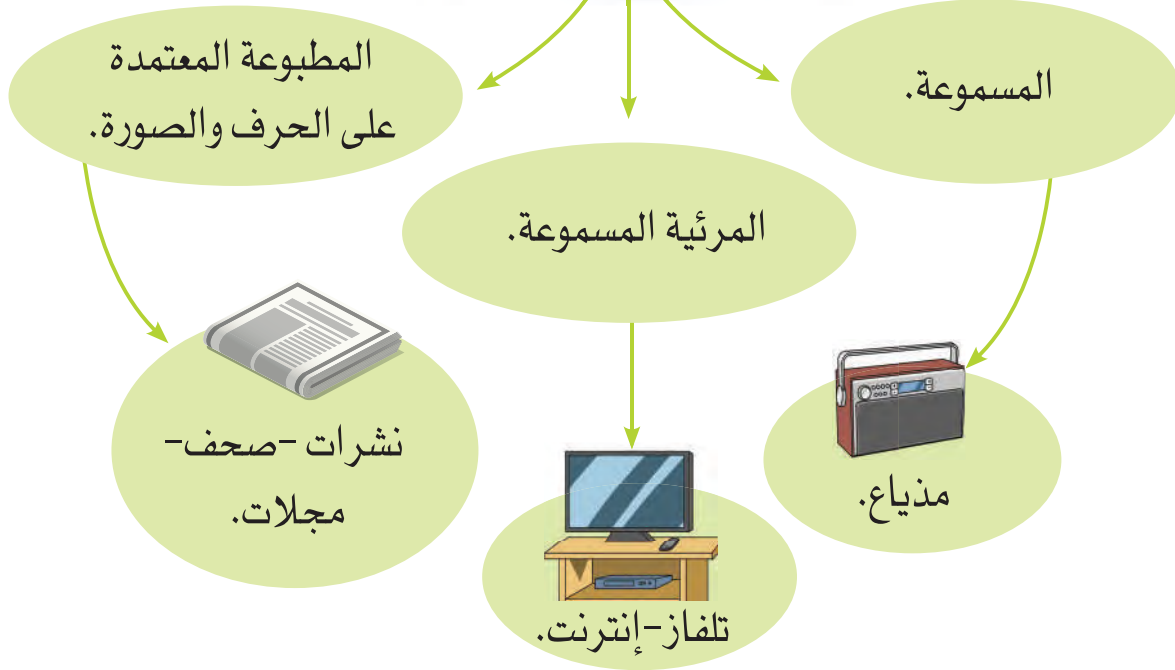 المسموعة.
المرئية المسموعة.
المطبوعة المعتمدة
على الحرف والصورة.
مذياع.
تلفاز-إنترنت.
نشرات -صحف-
مجلات.